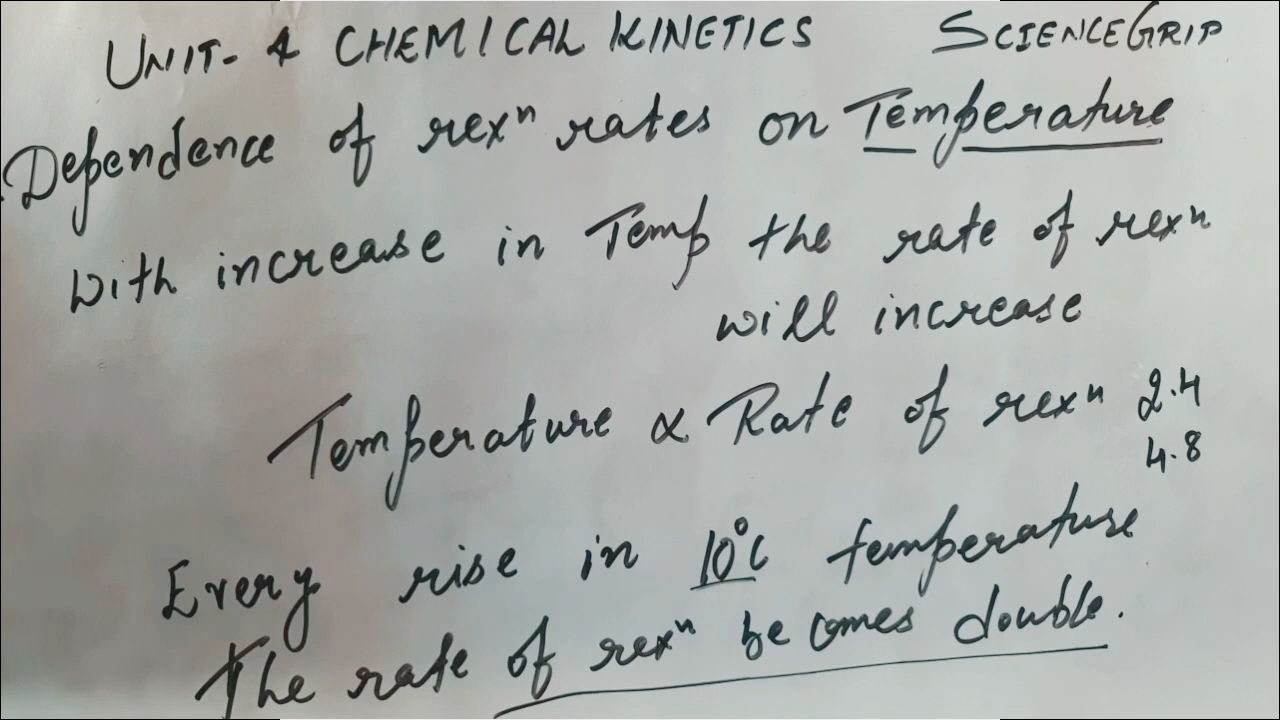 UNIT- 4 CHEMICAL KINETICS SCIENCEGRIP
Dependence of rexⁿ rates on Temperature
With increase in Temp the rate of rexⁿ
will increase
Temperature ∝ Rate of rexⁿ 2.4
4.8
Every rise in 10°C temperature
The rate of rexⁿ becomes double.